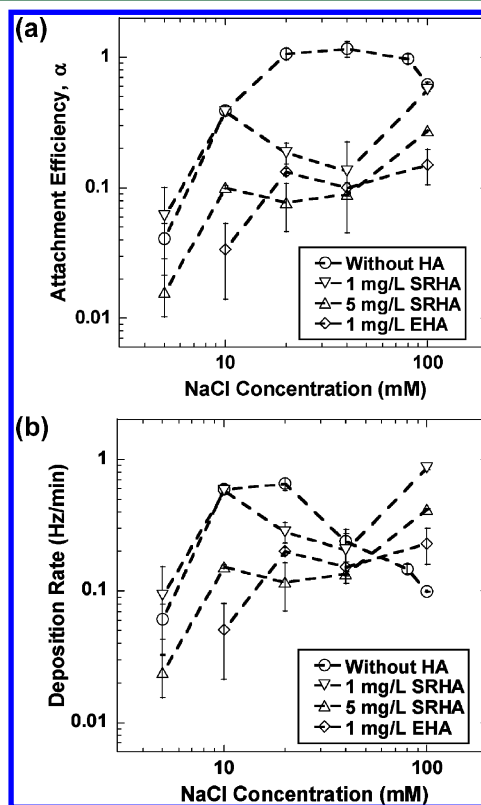 (a)
Attachment Efficiency, α
1
0.1
0.01
Without HA
1 mg/L SRHA
5 mg/L SRHA
1 mg/L EHA
10
100
NaCl Concentration (mM)
(b)
Deposition Rate (Hz/min)
1
0.1
0.01
Without HA
1 mg/L SRHA
5 mg/L SRHA
1 mg/L EHA
10
100
NaCl Concentration (mM)